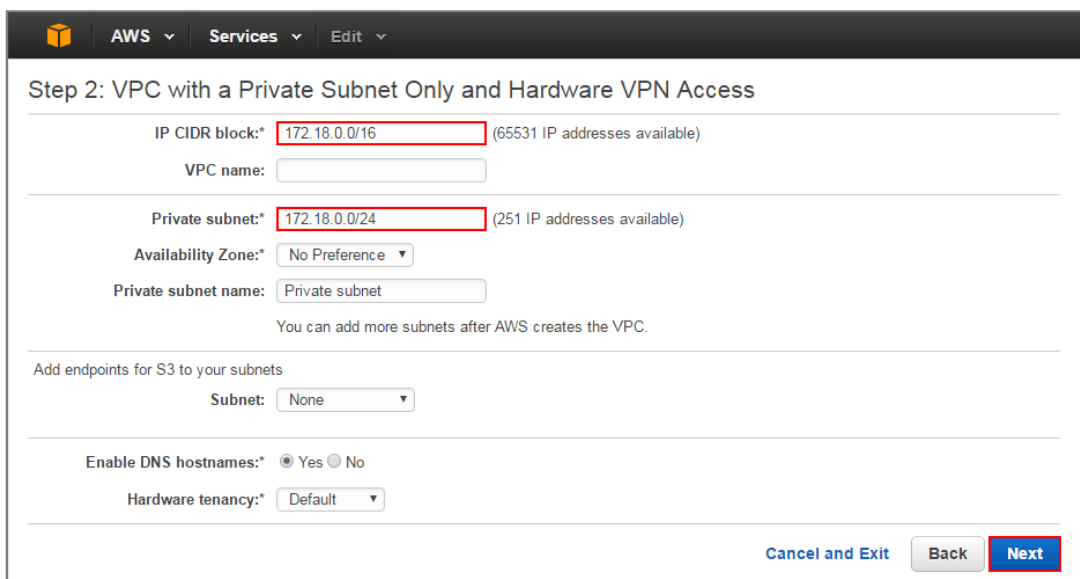 AWS Services Edit
Step 2: VPC with a Private Subnet Only and Hardware VPN Access
IP CIDR block:* 172.18.0.0/16 (65531 IP addresses available)
VPC name:
Private subnet:* 172.18.0.0/24 (251 IP addresses available)
Availability Zone:* No Preference
Private subnet name: Private subnet
You can add more subnets after AWS creates the VPC.
Add endpoints for S3 to your subnets
Subnet: None
Enable DNS hostnames:* Yes No
Hardware tenancy:* Default
Cancel and Exit Back Next